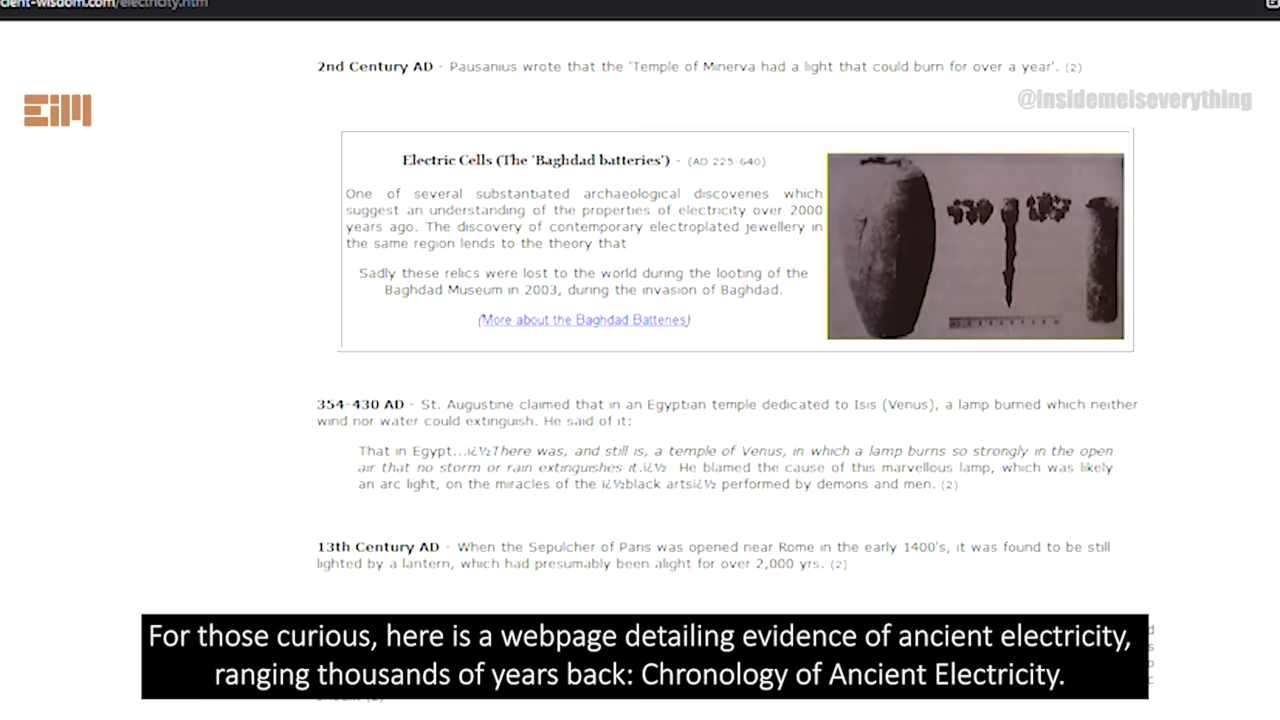 cient-wisdom.com/electricity.htm
2nd Century AD - Pausanius wrote that the 'Temple of Minerva had a light that could burn for over a year'. (2)
EiM
@insidemeiseverything
Electric Cells (The 'Baghdad batteries') - (AD 225-640)
One of several substantiated archaeological discoveries which
suggest an understanding of the properties of electricity over 2000
years ago. The discovery of contemporary electroplated jewellery in
the same region lends to the theory that
Sadly these relics were lost to the world during the looting of the
Baghdad Museum in 2003, during the invasion of Baghdad.
(More about the Baghdad Batteries)
354-430 AD - St. Augustine claimed that in an Egyptian temple dedicated to Isis (Venus), a lamp burned which neither
wind nor water could extinguish. He said of it:
That in Egypt...ï¿½There was, and still is, a temple of Venus, in which a lamp burns so strongly in the open
air that no storm or rain extinguishes it.ï¿½ He blamed the cause of this marvellous lamp, which was likely
an arc light, on the miracles of the ï¿½black artsï¿½ performed by demons and men. (2)
13th Century AD - When the Sepulcher of Paris was opened near Rome in the early 1400's, it was found to be still
lighted by a lantern, which had presumably been alight for over 2,000 yrs. (2)
For those curious, here is a webpage detailing evidence of ancient electricity,
ranging thousands of years back: Chronology of Ancient Electricity.